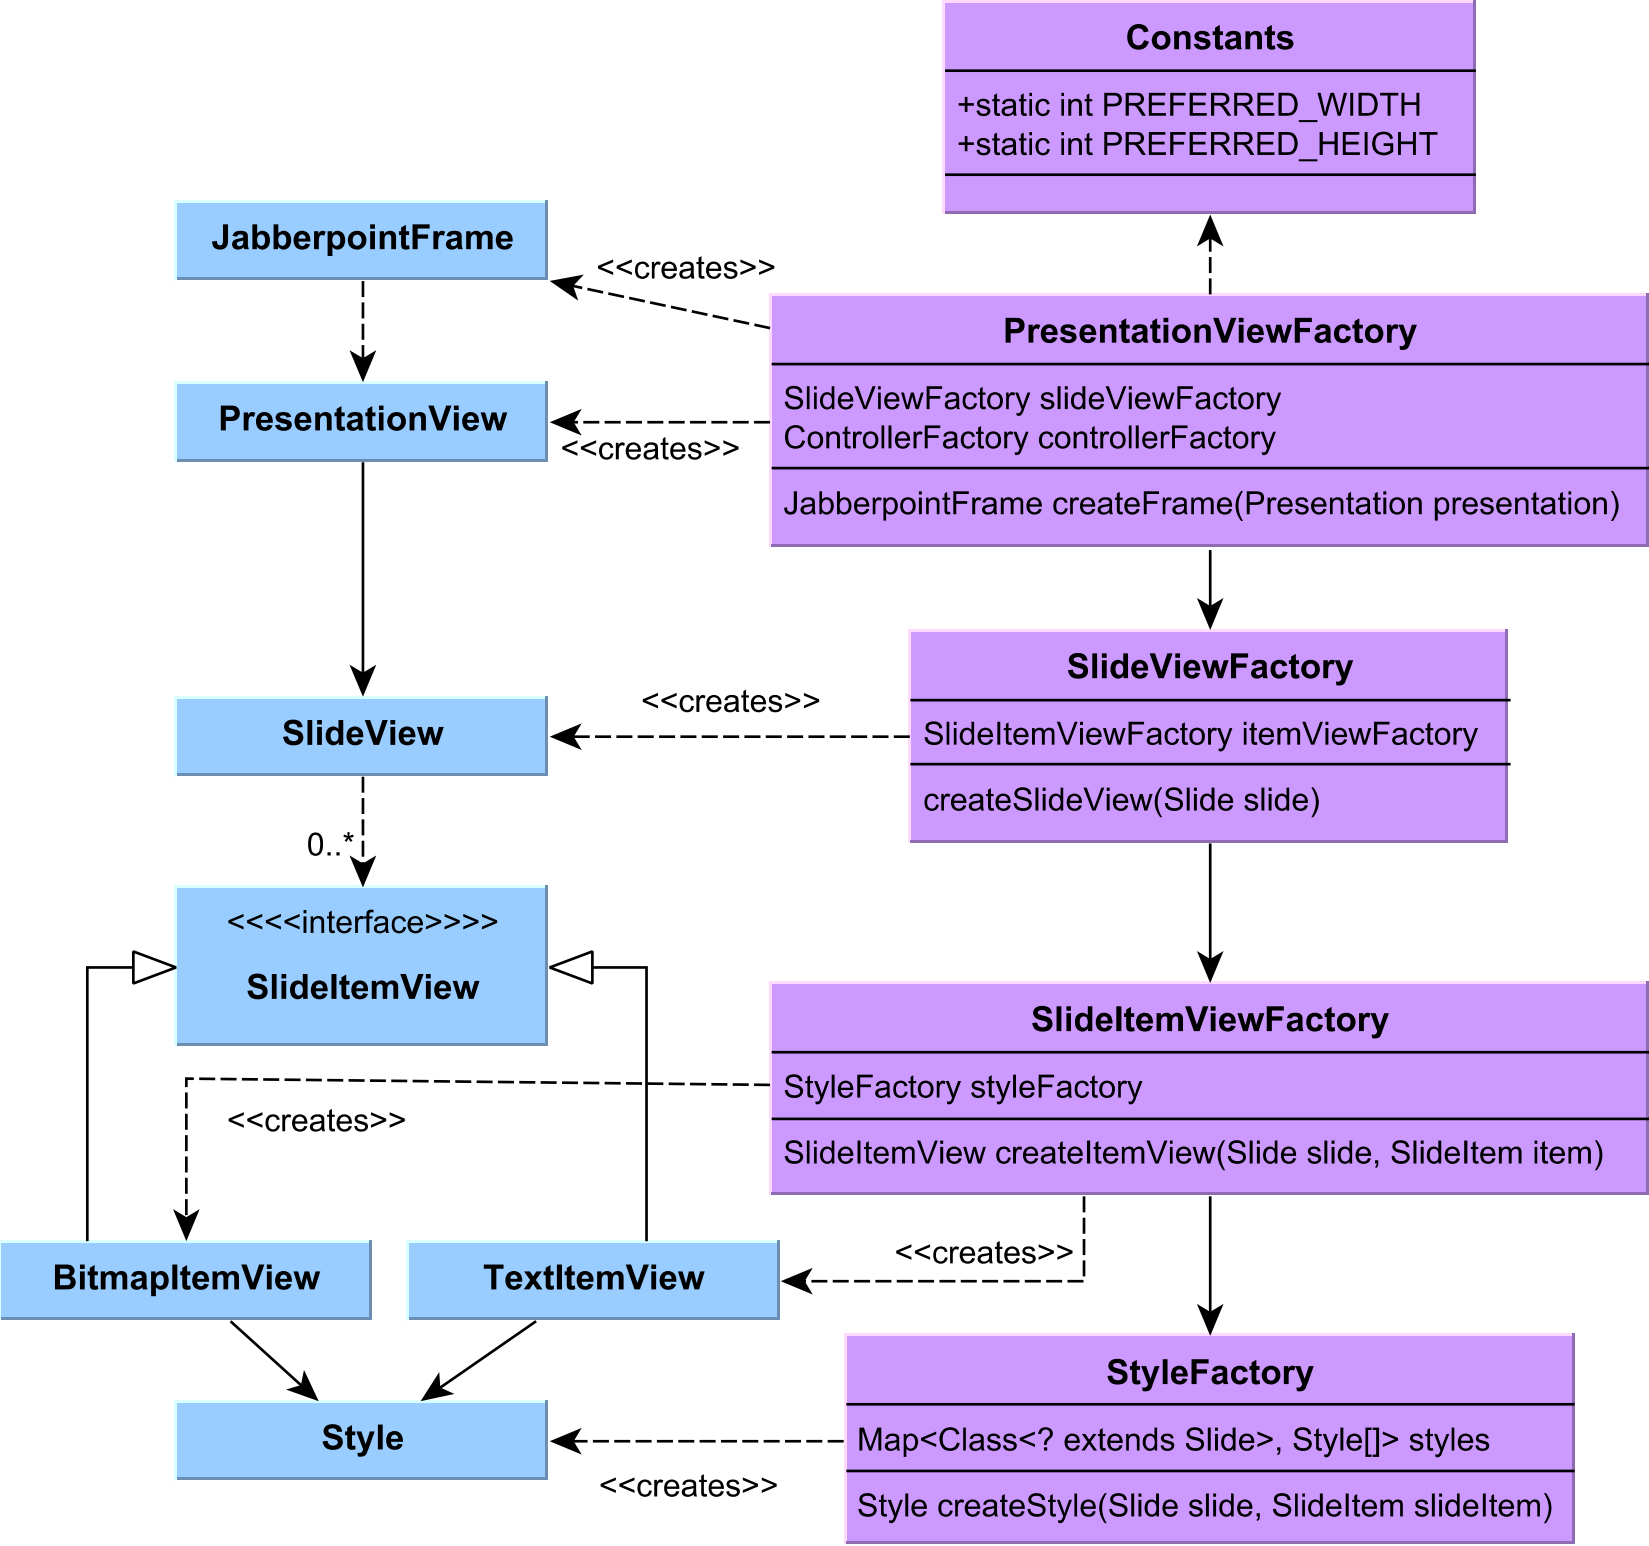 Constants
+static int PREFERRED_WIDTH
+static int PREFERRED_HEIGHT
JabberpointFrame
<<creates>>
PresentationViewFactory
SlideViewFactory slideViewFactory
ControllerFactory controllerFactory
JabberpointFrame createFrame(Presentation presentation)
PresentationView
<<creates>>
SlideViewFactory
SlideItemViewFactory itemViewFactory
createSlideView(Slide slide)
<<creates>>
SlideView
0..*
<<<<interface>>>>
SlideItemView
SlideItemViewFactory
StyleFactory styleFactory
SlideItemView createItemView(Slide slide, SlideItem item)
<<creates>>
<<creates>>
BitmapItemView
TextItemView
StyleFactory
Map<Class<? extends Slide>, Style[]> styles
Style createStyle(Slide slide, SlideItem slideItem)
Style
<<creates>>